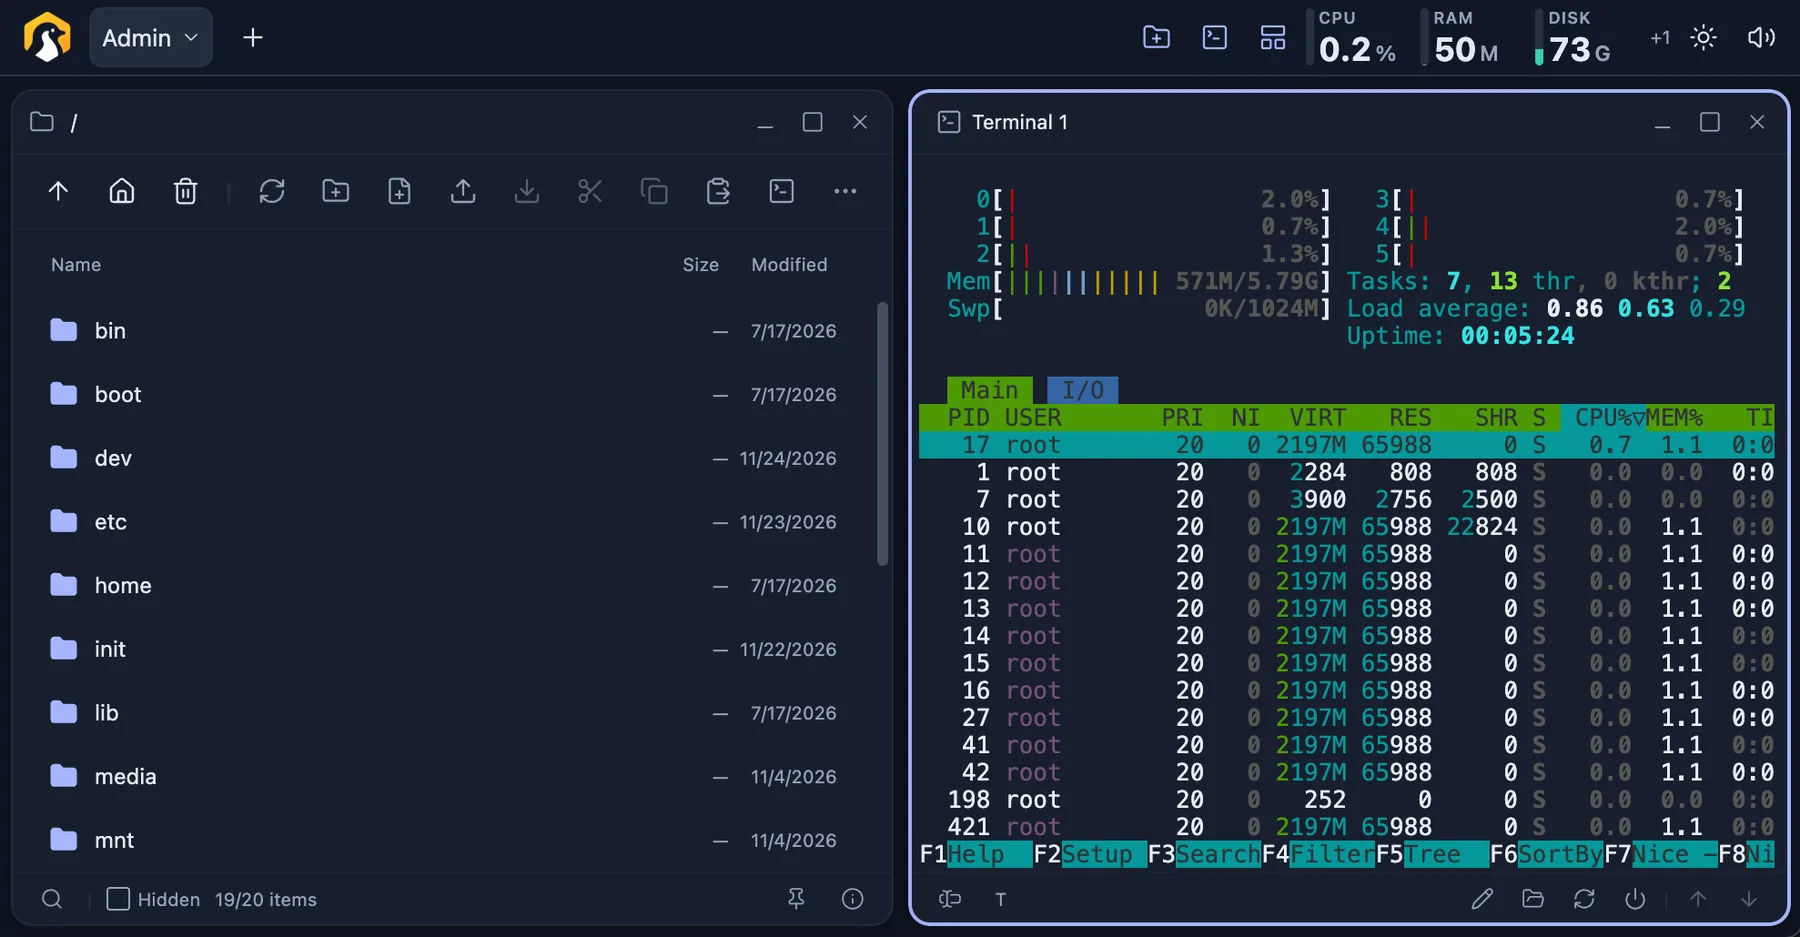 Admin
CPU
0.2 %
RAM
50 M
DISK
73 G
+1
/
Name Size Modified
bin — 7/17/2026
boot — 7/17/2026
dev — 11/24/2026
etc — 11/23/2026
home — 7/17/2026
init — 11/22/2026
lib — 7/17/2026
media — 11/4/2026
mnt — 11/4/2026
Hidden 19/20 items
Terminal 1
0[| 2.0%] 3[| 0.7%]
1[| 0.7%] 4[|| 2.0%]
2[|| 1.3%] 5[| 0.7%]
Mem[||||||||||| 571M/5.79G] Tasks: 7, 13 thr, 0 kthr; 2
Swp[ 0K/1024M] Load average: 0.86 0.63 0.29
Uptime: 00:05:24
Main I/O
PID USER PRI NI VIRT RES SHR S CPU%▽MEM% TI
17 root 20 0 2197M 65988 0 S 0.7 1.1 0:0
1 root 20 0 2284 808 808 S 0.0 0.0 0:0
7 root 20 0 3900 2756 2500 S 0.0 0.0 0:0
10 root 20 0 2197M 65988 22824 S 0.0 1.1 0:0
11 root 20 0 2197M 65988 0 S 0.0 1.1 0:0
12 root 20 0 2197M 65988 0 S 0.0 1.1 0:0
13 root 20 0 2197M 65988 0 S 0.0 1.1 0:0
14 root 20 0 2197M 65988 0 S 0.0 1.1 0:0
15 root 20 0 2197M 65988 0 S 0.0 1.1 0:0
16 root 20 0 2197M 65988 0 S 0.0 1.1 0:0
27 root 20 0 2197M 65988 0 S 0.0 1.1 0:0
41 root 20 0 2197M 65988 0 S 0.0 1.1 0:0
42 root 20 0 2197M 65988 0 S 0.0 1.1 0:0
198 root 20 0 252 0 0 S 0.0 0.0 0:0
421 root 20 0 2197M 65988 0 S 0.0 1.1 0:0
F1Help F2Setup F3SearchF4FilterF5Tree F6SortByF7Nice -F8Ni
T